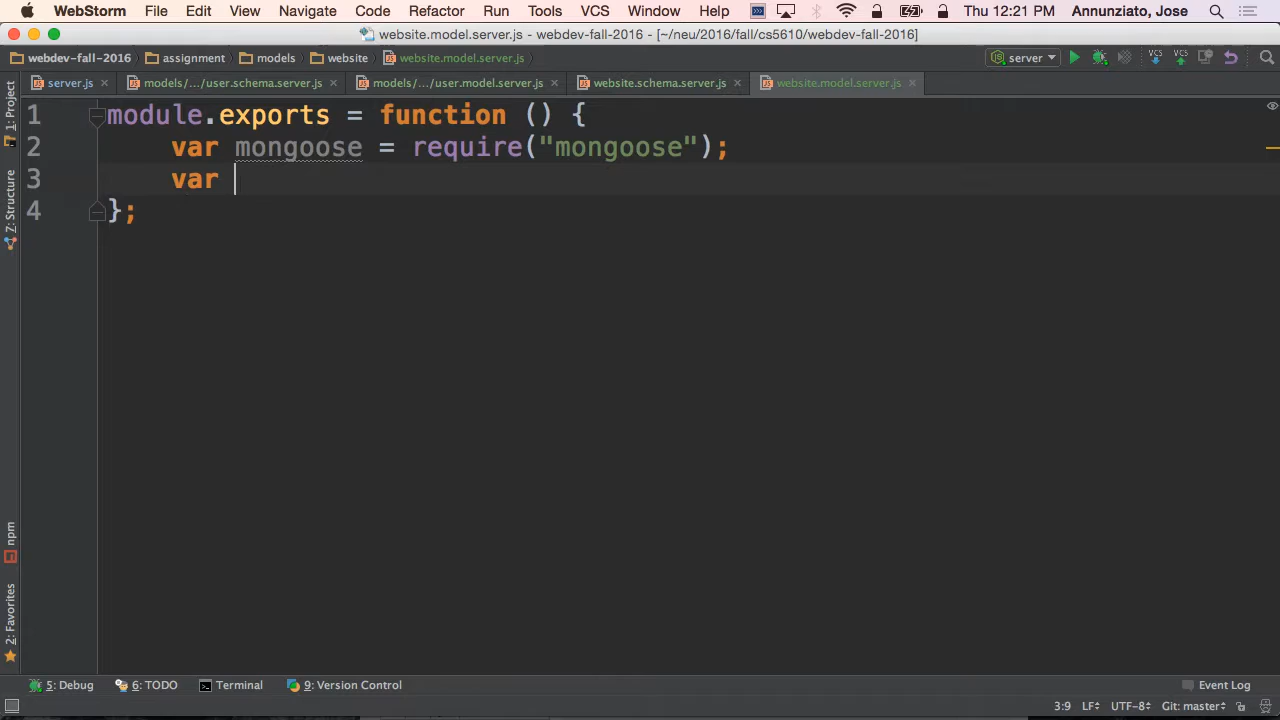 WebStorm File Edit View Navigate Code Refactor Run Tools VCS Window Help Thu 12:21 PM Annunziato, Jose
website.model.server.js - webdev-fall-2016 - [~/neu/2016/fall/cs5610/webdev-fall-2016]
webdev-fall-2016 assignment models website website.model.server.js server VCS VCS
server.js models/.../user.schema.server.js models/.../user.model.server.js website.schema.server.js website.model.server.js
1: Project
Z: Structure
npm
2: Favorites
1 module.exports = function () {
2 var mongoose = require("mongoose");
3 var
4 };
5: Debug 6: TODO Terminal 9: Version Control Event Log
3:9 LF÷ UTF-8÷ Git: master÷